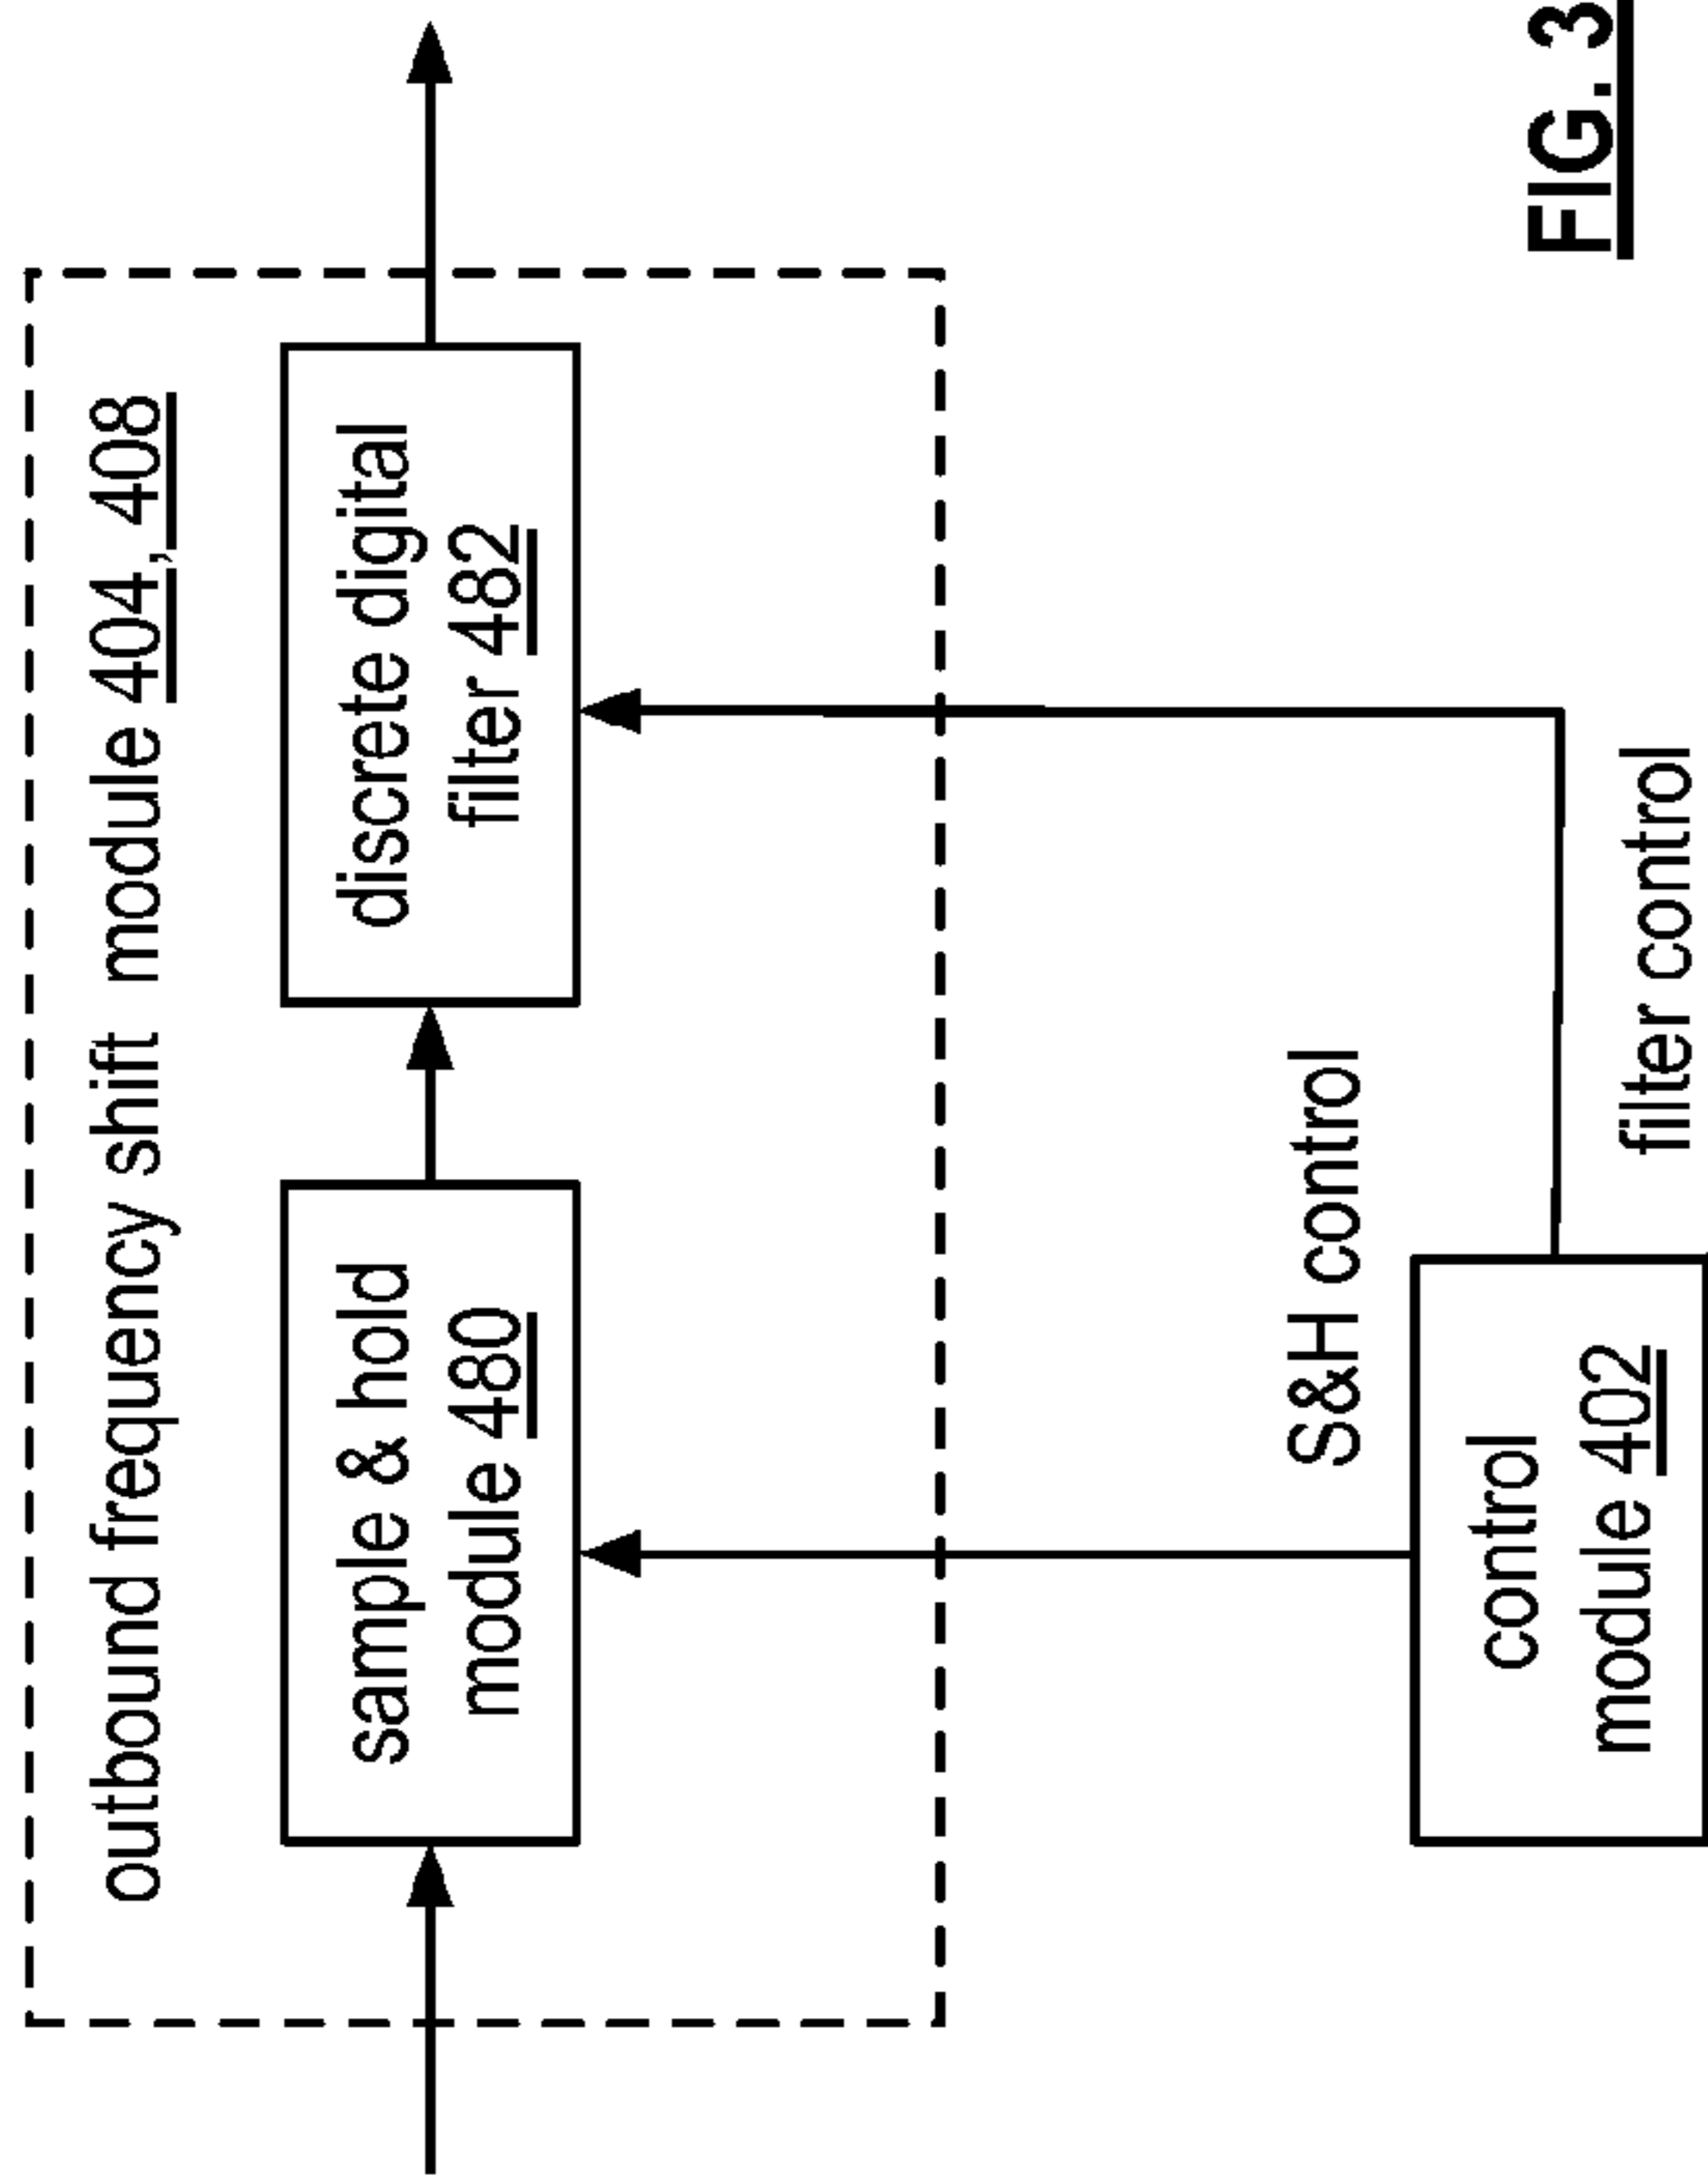 outbound frequency shift module 404, 408
sample & hold
module 480
discrete digital
filter 482
S&H control
control
module 402
filter control
FIG. 3